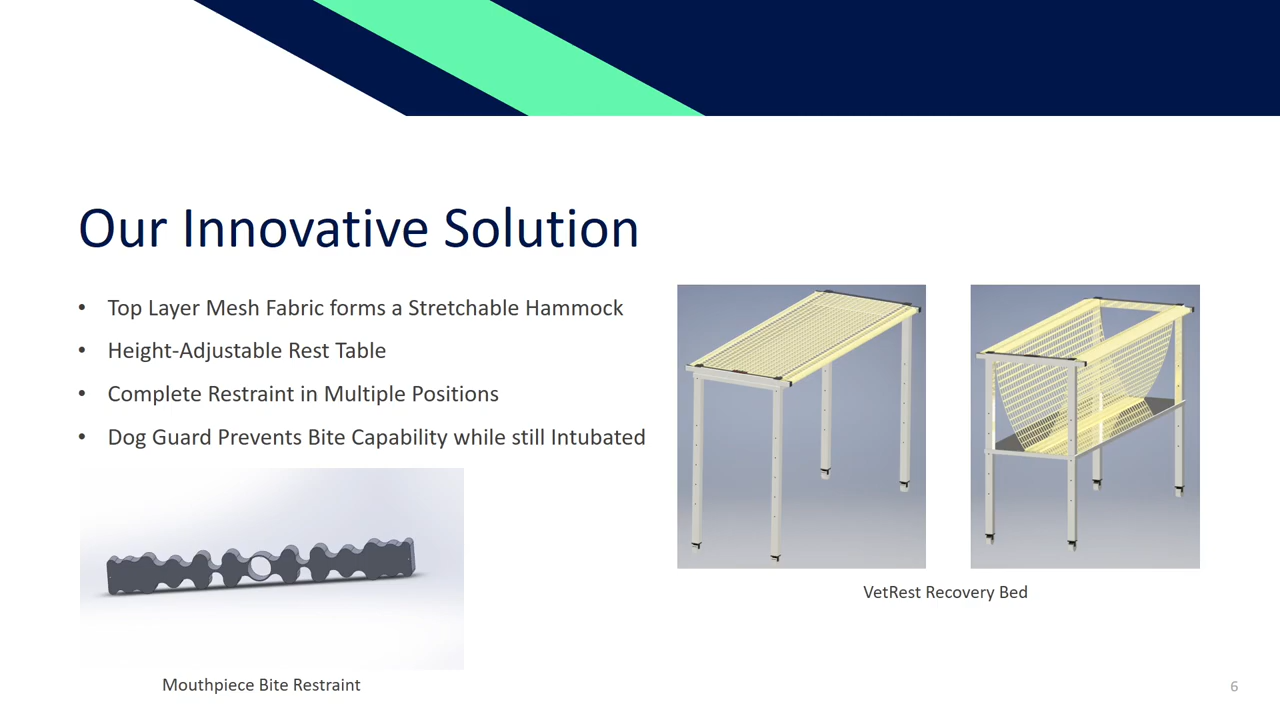 Our Innovative Solution
• Top Layer Mesh Fabric forms a Stretchable Hammock
• Height-Adjustable Rest Table
• Complete Restraint in Multiple Positions
• Dog Guard Prevents Bite Capability while still Intubated
VetRest Recovery Bed
Mouthpiece Bite Restraint
6